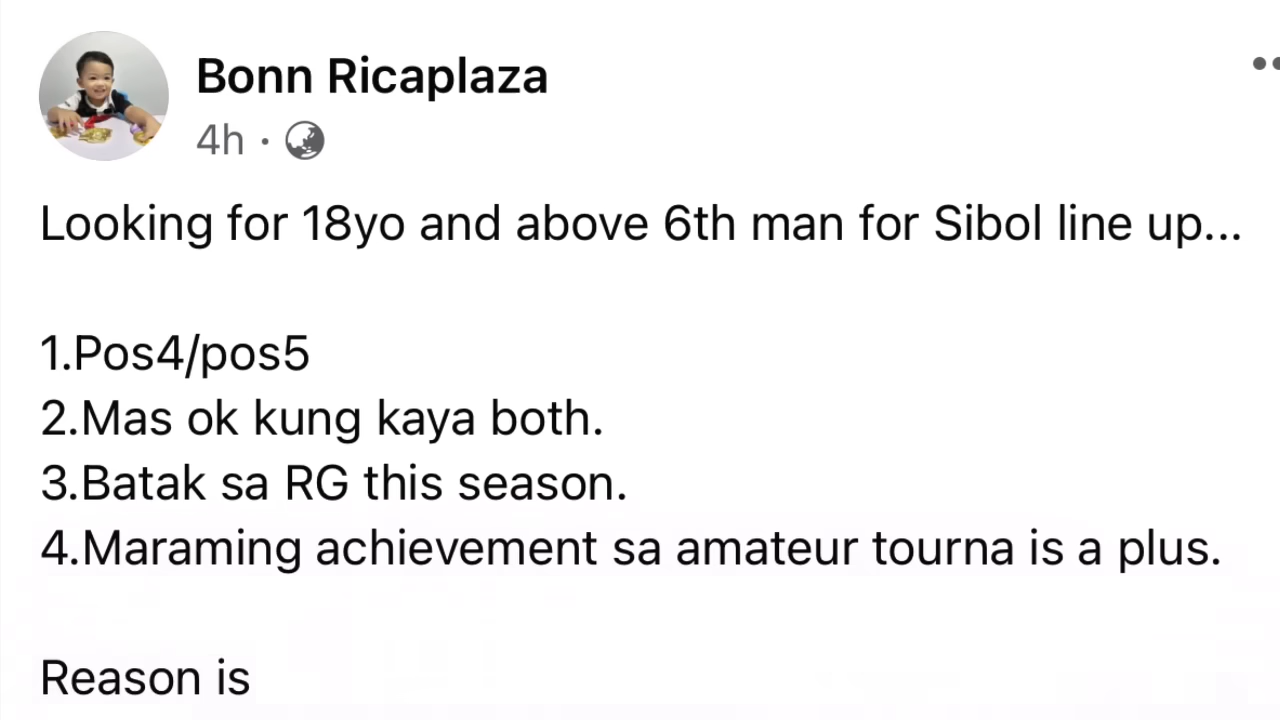 Bonn Ricaplaza
4h ·
Looking for 18yo and above 6th man for Sibol line up...
1.Pos4/pos5
2.Mas ok kung kaya both.
3.Batak sa RG this season.
4.Maraming achievement sa amateur tourna is a plus.
Reason is